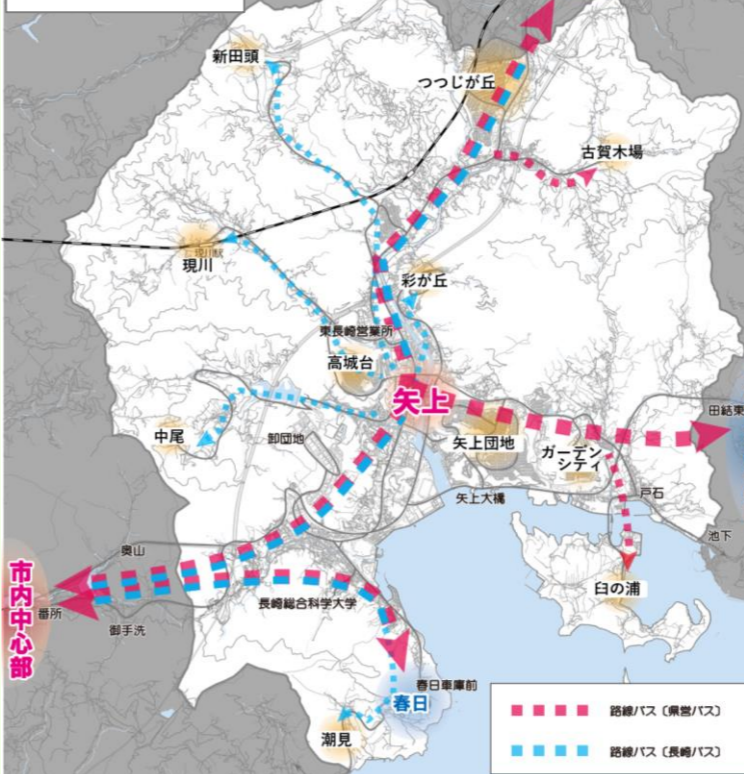 新田頭
つつじが丘
古賀木場
現川
彩が丘
東長崎営業所
高城台
矢上
田結東
中尾
卸団地
矢上団地
ガーデン
シティ
戸石
矢上大橋
池下
奥山
市内中心部
番所
御手洗
長崎総合科学大学
臼の浦
春日車庫前
春日
潮見
路線バス〔県営バス〕
路線バス〔長崎バス〕